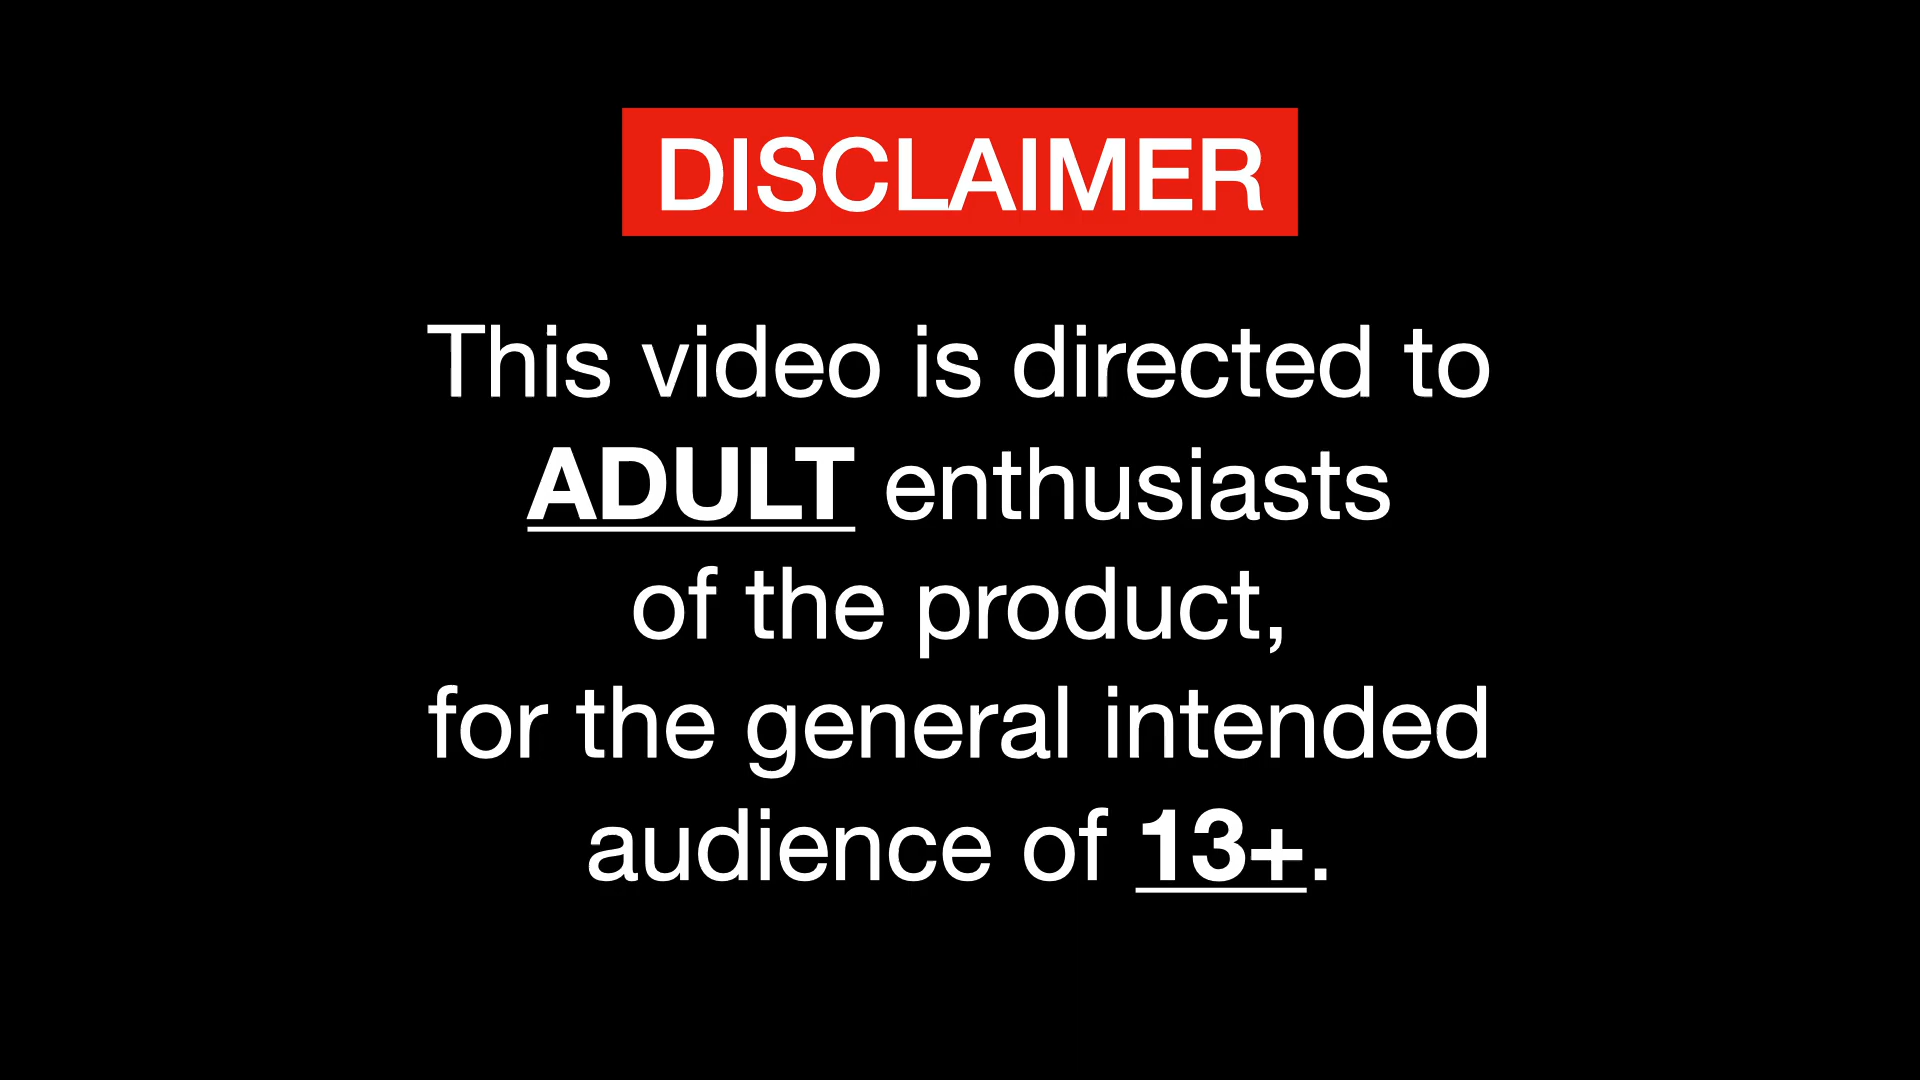 DISCLAIMER
This video is directed to
ADULT enthusiasts
of the product,
for the general intended
audience of 13+.